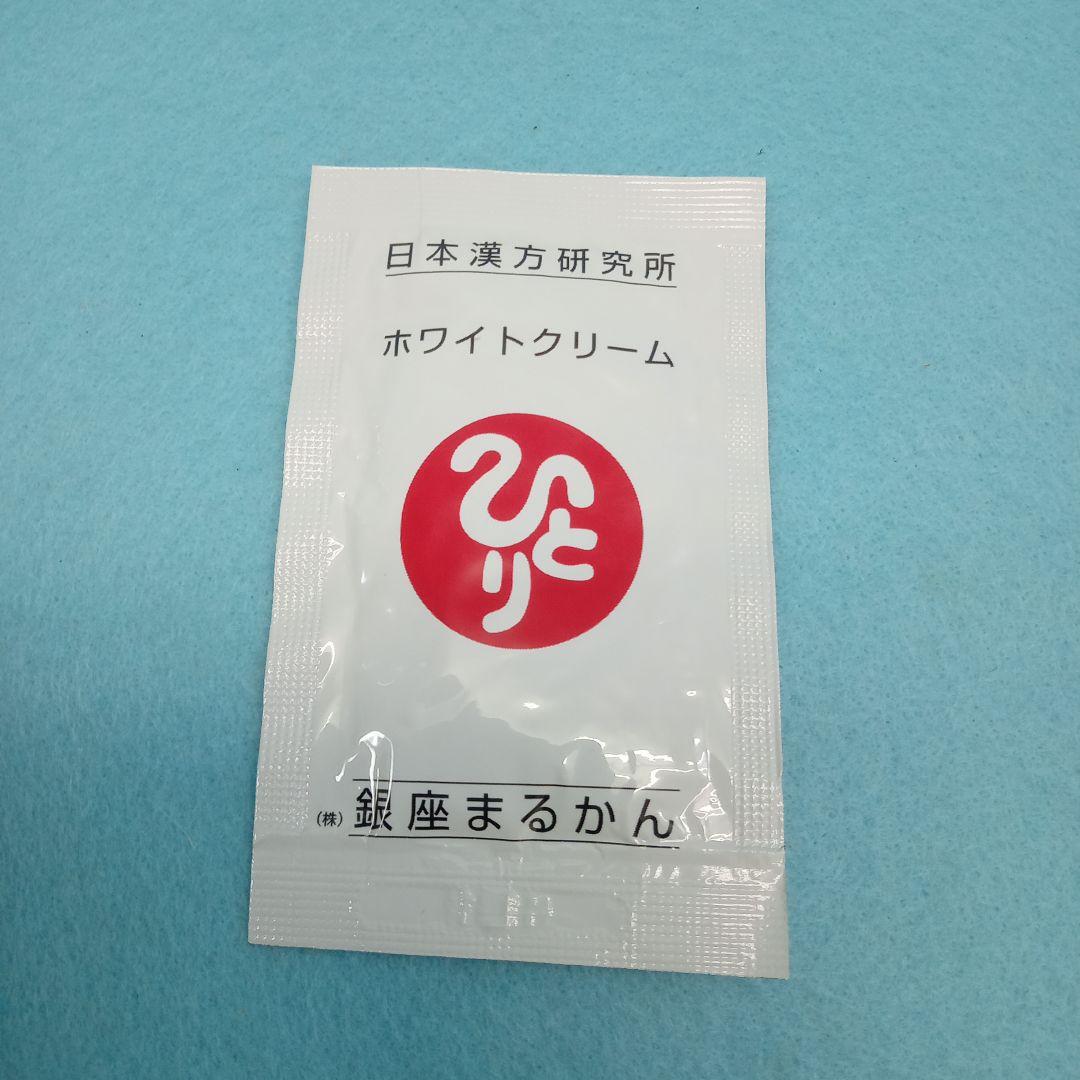 日本漢方研究所
ホワイトクリーム
ひとり
(株)銀座まるかん